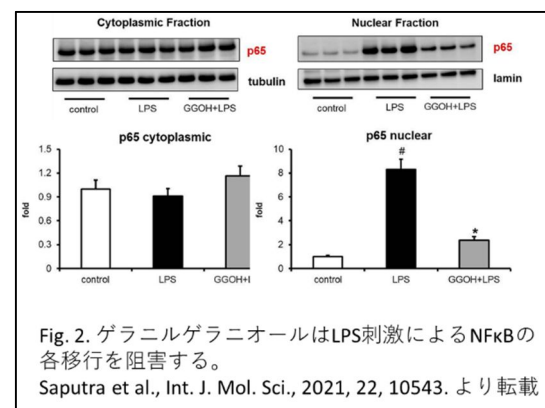 Cytoplasmic Fraction Nuclear Fraction
p65 p65
tubulin lamin
control LPS GGOH+LPS control LPS GGOH+LPS
p65 cytoplasmic p65 nuclear
1.5
1.2
0.9
0.6
0.3
0
fold
control LPS GGOH+I
10
8
6
4
2
0
fold
#
*
control LPS GGOH+LPS
Fig. 2. ゲラニルゲラニオールはLPS刺激によるNFκBの
各移行を阻害する。
Saputra et al., Int. J. Mol. Sci., 2021, 22, 10543. より転載